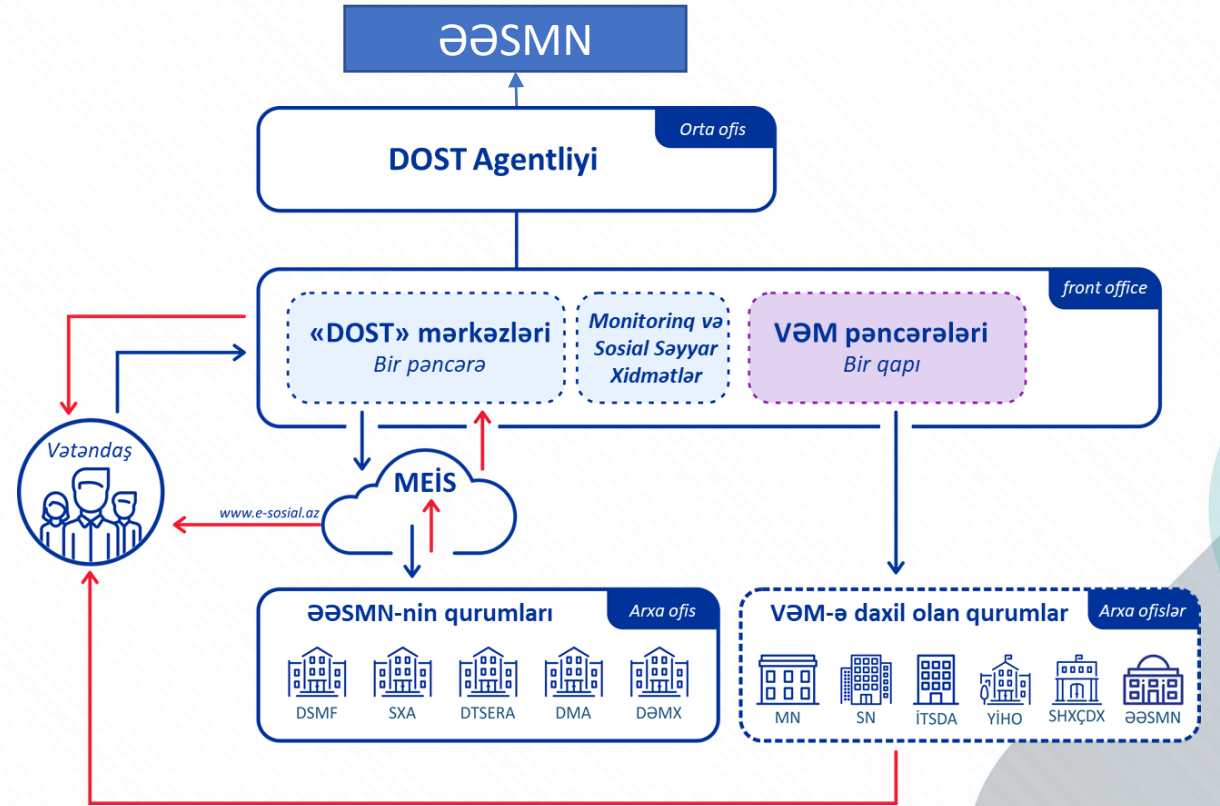 ƏƏSMN
Orta ofis
DOST Agentliyi
front office
«DOST» mərkəzləri
Bir pəncərə
Monitorinq və
Sosial Səyyar
Xidmətlər
VƏM pəncərələri
Bir qapı
Vətəndaş
MEİS
www.e-sosial.az
ƏƏSMN-nin qurumları
Arxa ofis
DSMF
SXA
DTSERA
DMA
DƏMX
VƏM-ə daxil olan qurumlar
Arxa ofislər
MN
SN
İTSDA
YİHO
SHXÇDX
ƏƏSMN